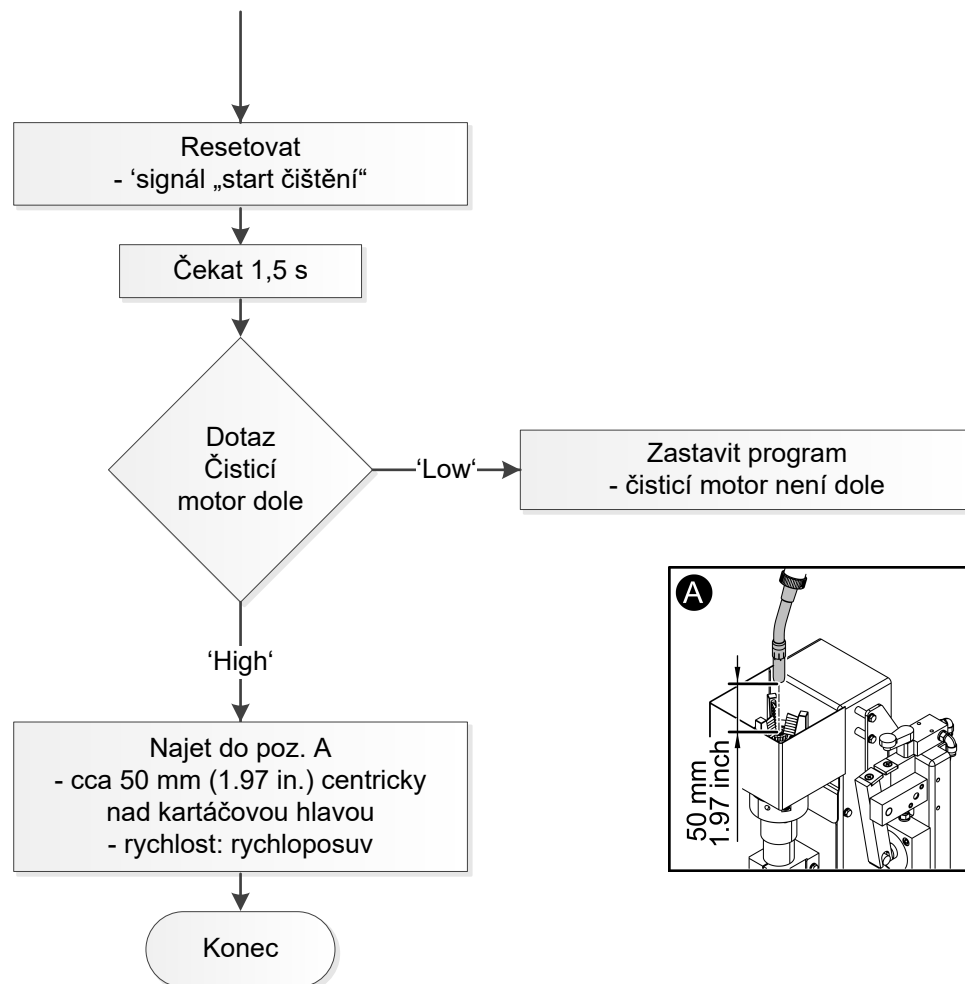 Resetovat
- ‘signál „start čištění“
Čekat 1,5 s
Dotaz
Čisticí
motor dole
‘Low‘
Zastavit program
- čisticí motor není dole
‘High‘
Najet do poz. A
- cca 50 mm (1.97 in.) centricky
nad kartáčovou hlavou
- rychlost: rychloposuv
Konec
A
50 mm
1.97 inch